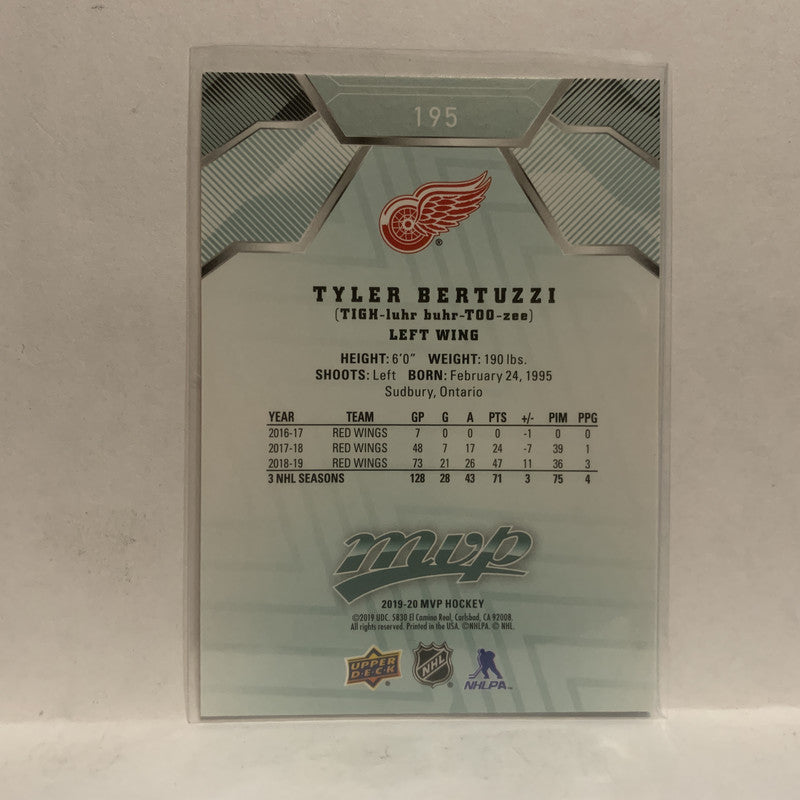 195
®
TYLER BERTUZZI
(TIGH-luhr buhr-TOO-zee)
LEFT WING
HEIGHT: 6'0" WEIGHT: 190 lbs.
SHOOTS: Left BORN: February 24, 1995
Sudbury, Ontario
YEAR TEAM GP G A PTS +/- PIM PPG
2016-17 RED WINGS 7 0 0 0 -1 0 0
2017-18 RED WINGS 48 7 17 24 -7 39 1
2018-19 RED WINGS 73 21 26 47 11 36 3
3 NHL SEASONS 128 28 43 71 3 75 4
mvp
2019-20 MVP HOCKEY
©2019 UDC. 5830 El Camino Real, Carlsbad, CA 92008.
All rights reserved. Printed in the USA. ©NHLPA. © NHL.
UPPER DECK ® NHL ® NHLPA™